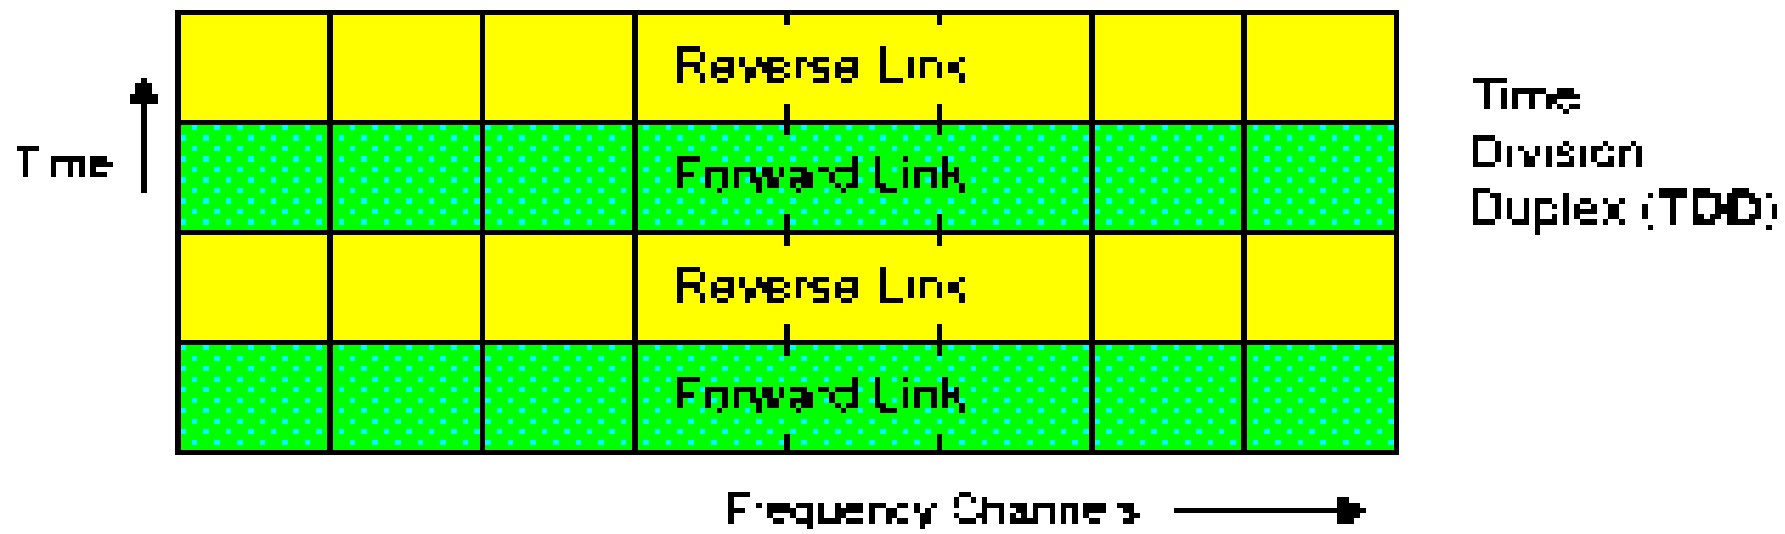 Reverse Link
Forward Link
Reverse Link
Forward Link
Time
Time
Division
Duplex (TDD)
Frequency Channels